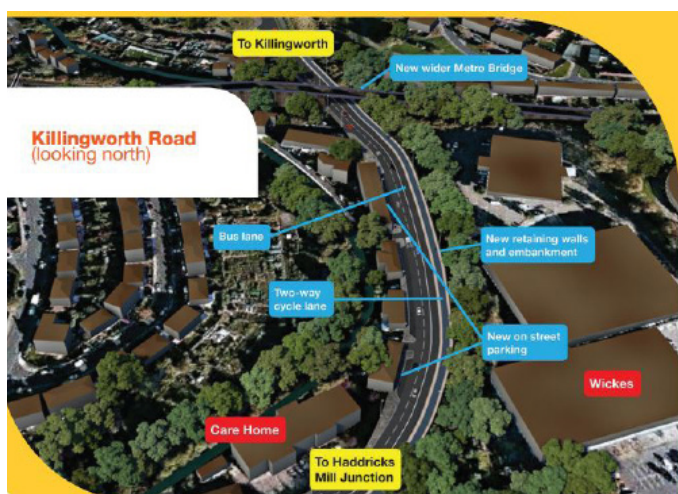 To Killingworth
New wider Metro Bridge
Killingworth Road
(looking north)
Bus lane
New retaining walls
and embankment
Two-way
cycle lane
New on street
parking
Wickes
Care Home
To Haddricks
Mill Junction